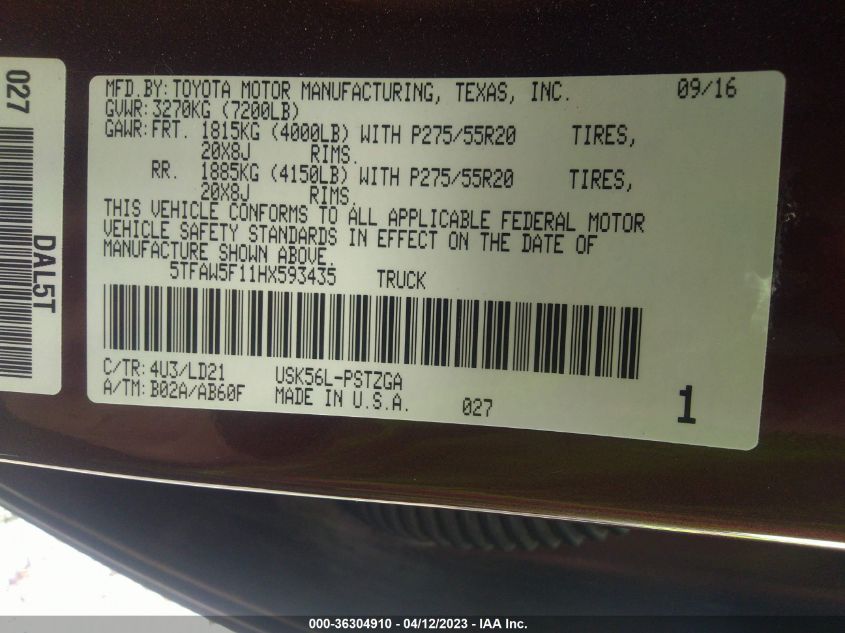 027
DAL5T
MFD.BY:TOYOTA MOTOR MANUFACTURING, TEXAS, INC. 09/16
GVWR:3270KG (7200LB)
GAWR:FRT. 1815KG (4000LB) WITH P275/55R20 TIRES,
20X8J RIMS.
RR. 1885KG (4150LB) WITH P275/55R20 TIRES,
20X8J RIMS.
THIS VEHICLE CONFORMS TO ALL APPLICABLE FEDERAL MOTOR
VEHICLE SAFETY STANDARDS IN EFFECT ON THE DATE OF
MANUFACTURE SHOWN ABOVE.
5TFAW5F11HX593435 TRUCK
C/TR: 4U3/LD21 USK56L-PSTZGA
A/TM: B02A/AB60F MADE IN U.S.A. 027 1
000-36304910 - 04/12/2023 - IAA Inc.